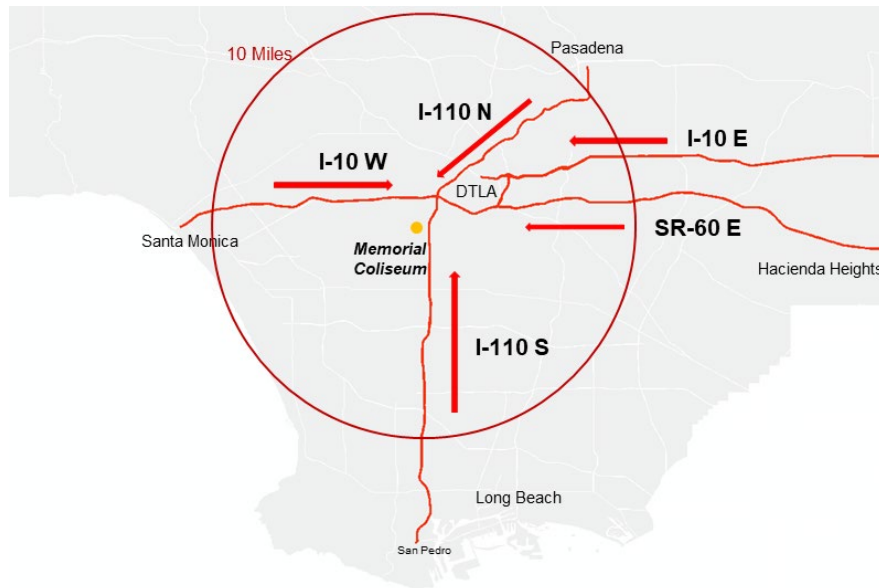 Pasadena
10 Miles
I-110 N
I-10 E
I-10 W
DTLA
Santa Monica
SR-60 E
Memorial
Coliseum
Hacienda Heights
I-110 S
Long Beach
San Pedro